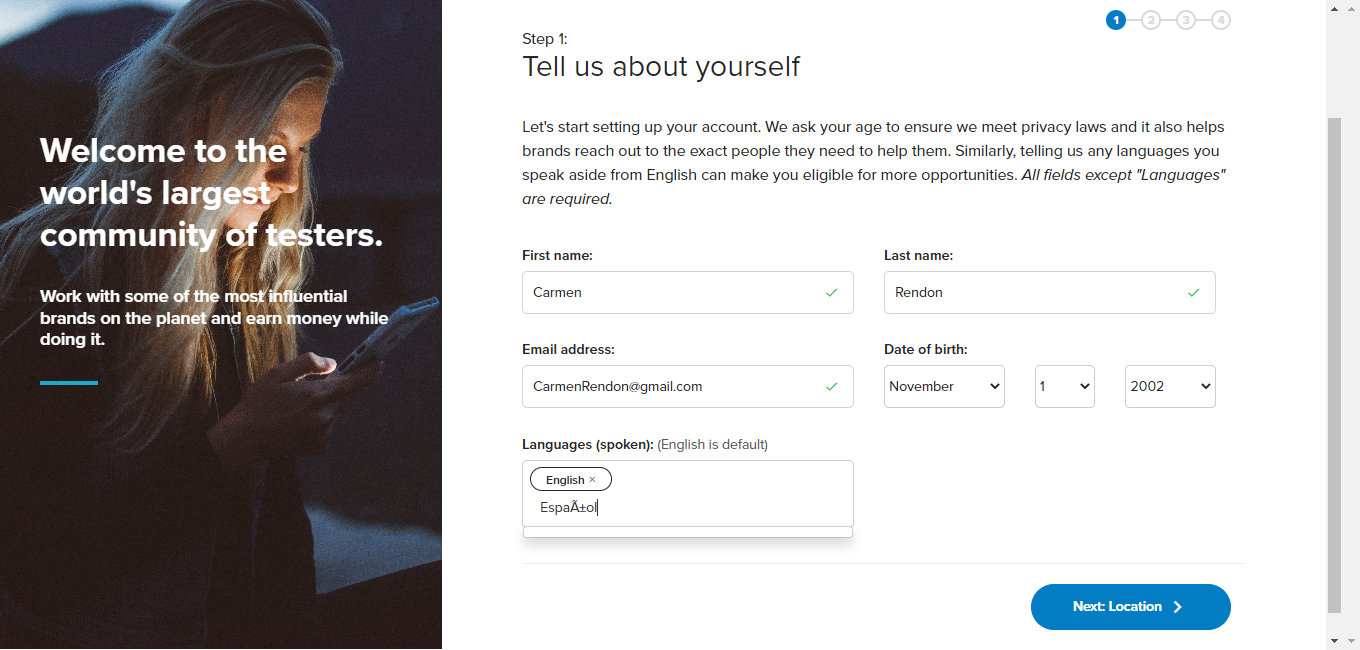 Welcome to the
world's largest
community of testers.
Work with some of the most influential
brands on the planet and earn money while
doing it.
1 2 3 4
Step 1:
Tell us about yourself
Let's start setting up your account. We ask your age to ensure we meet privacy laws and it also helps
brands reach out to the exact people they need to help them. Similarly, telling us any languages you
speak aside from English can make you eligible for more opportunities. All fields except "Languages"
are required.
First name: Last name:
Carmen Rendon
Email address: Date of birth:
CarmenRendon@gmail.com November 1 2002
Languages (spoken): (English is default)
English ×
EspaÃ±ol
Next: Location